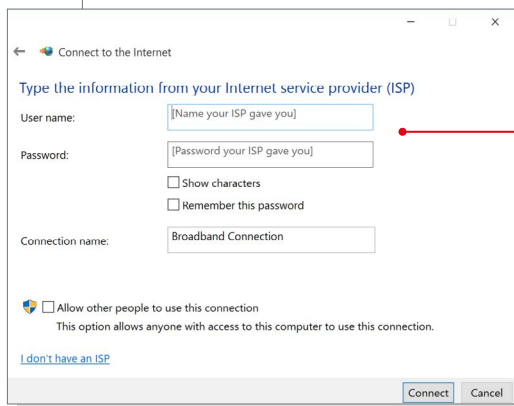 Connect to the Internet
Type the information from your Internet service provider (ISP)
User name:
[Name your ISP gave you]
Password:
[Password your ISP gave you]
Show characters
Remember this password
Connection name:
Broadband Connection
Allow other people to use this connection
This option allows anyone with access to this computer to use this connection.
I don't have an ISP
Connect Cancel